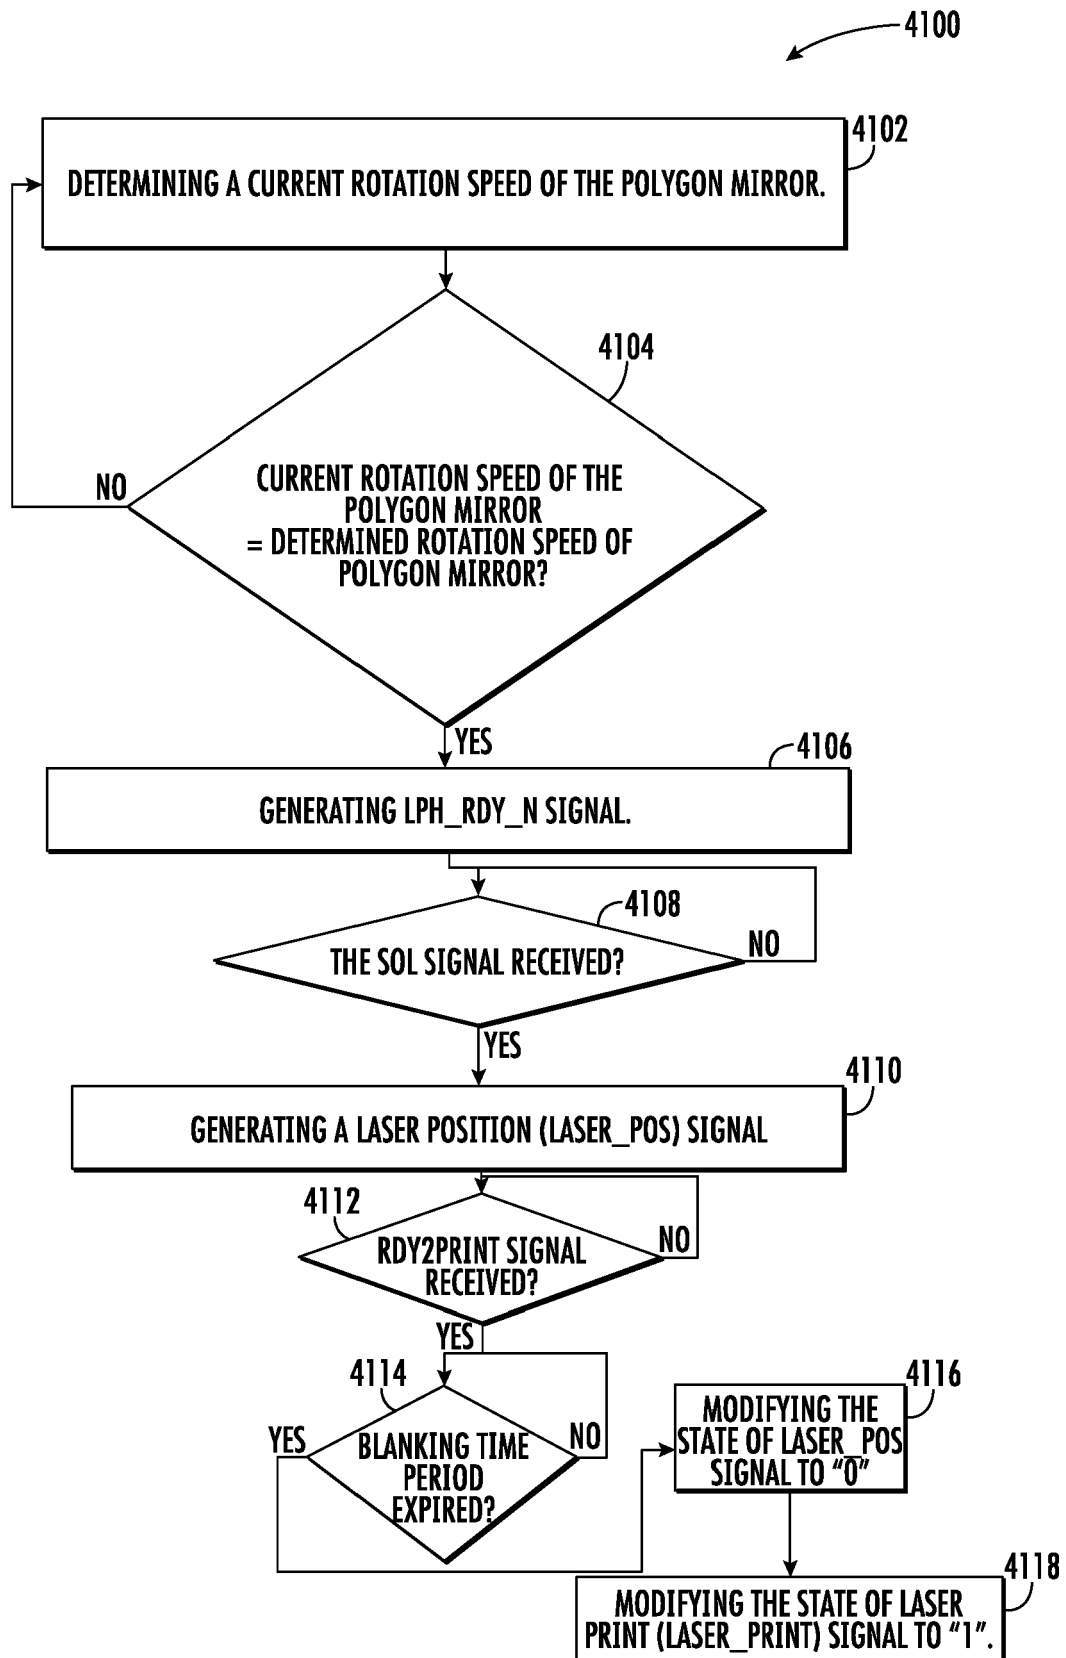 4100
4102
DETERMINING A CURRENT ROTATION SPEED OF THE POLYGON MIRROR.
4104
CURRENT ROTATION SPEED OF THE
POLYGON MIRROR
= DETERMINED ROTATION SPEED OF
POLYGON MIRROR?
NO
YES
4106
GENERATING LPH_RDY_N SIGNAL.
4108
THE SOL SIGNAL RECEIVED?
NO
YES
4110
GENERATING A LASER POSITION (LASER_POS) SIGNAL
4112
RDY2PRINT SIGNAL
RECEIVED?
NO
YES
4114
BLANKING TIME
PERIOD
EXPIRED?
NO
YES
4116
MODIFYING THE
STATE OF LASER_POS
SIGNAL TO “0”
4118
MODIFYING THE STATE OF LASER
PRINT (LASER_PRINT) SIGNAL TO “1”.